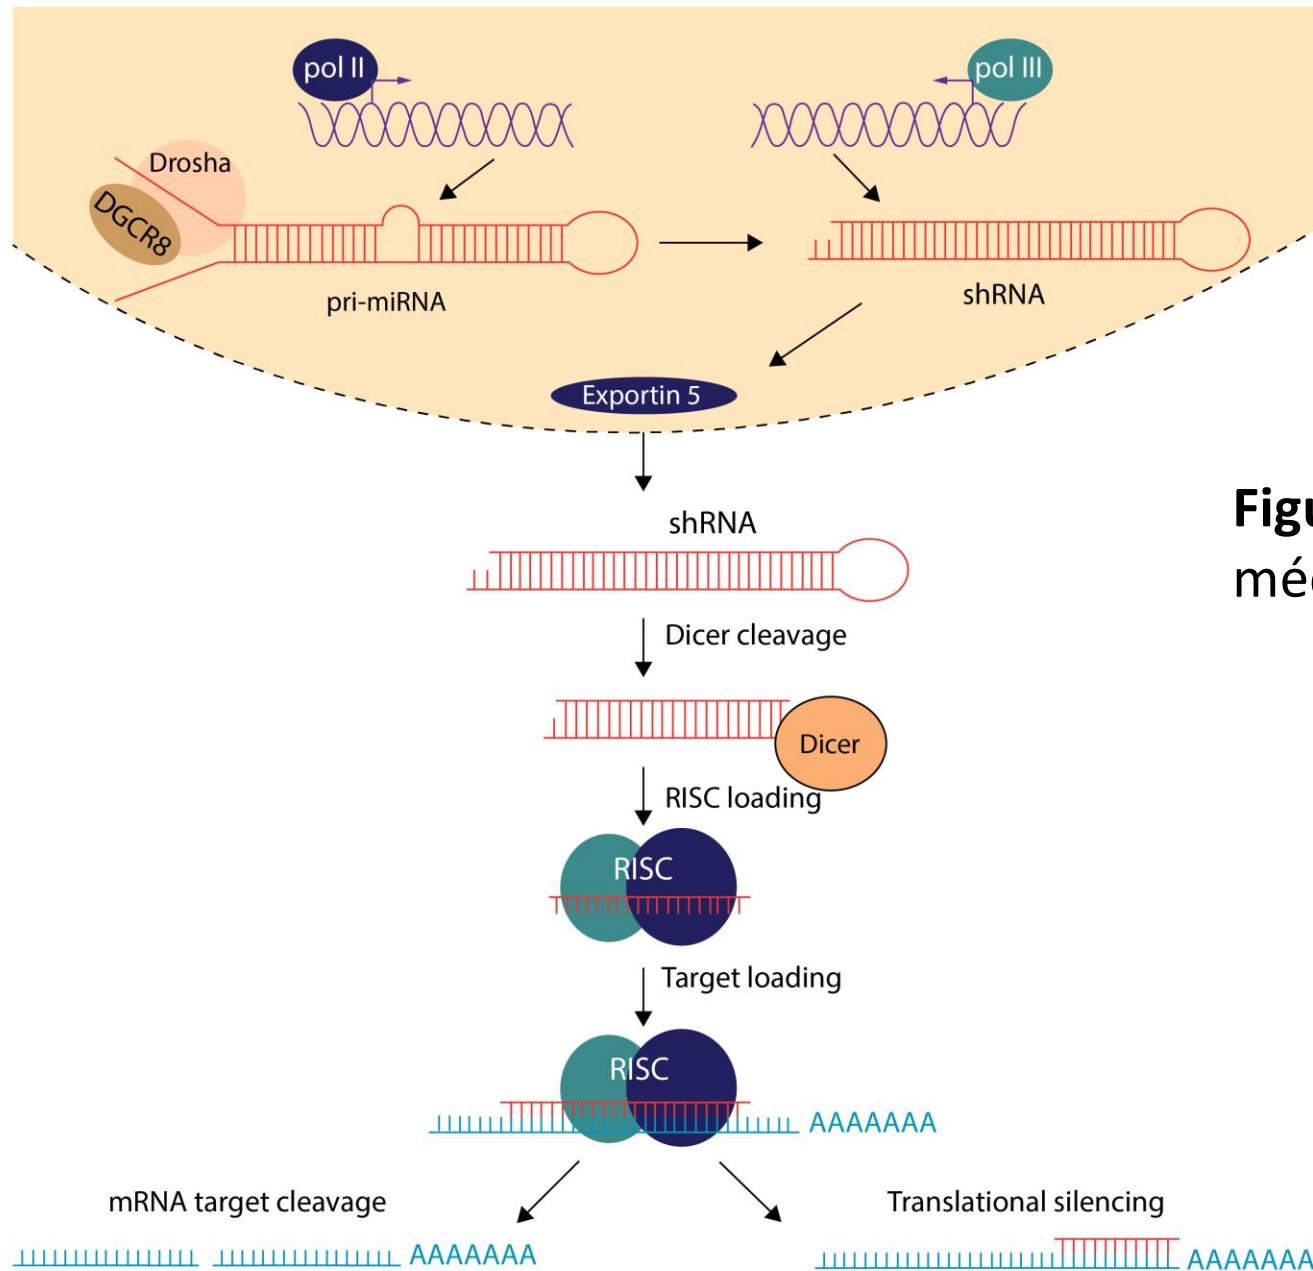 pol II
pol III
Drosha
DGCR8
pri-miRNA
shRNA
Exportin 5
shRNA
Dicer cleavage
Dicer
RISC loading
RISC
Target loading
RISC
AAAAAAA
mRNA target cleavage
Translational silencing
AAAAAAA
AAAAAAA